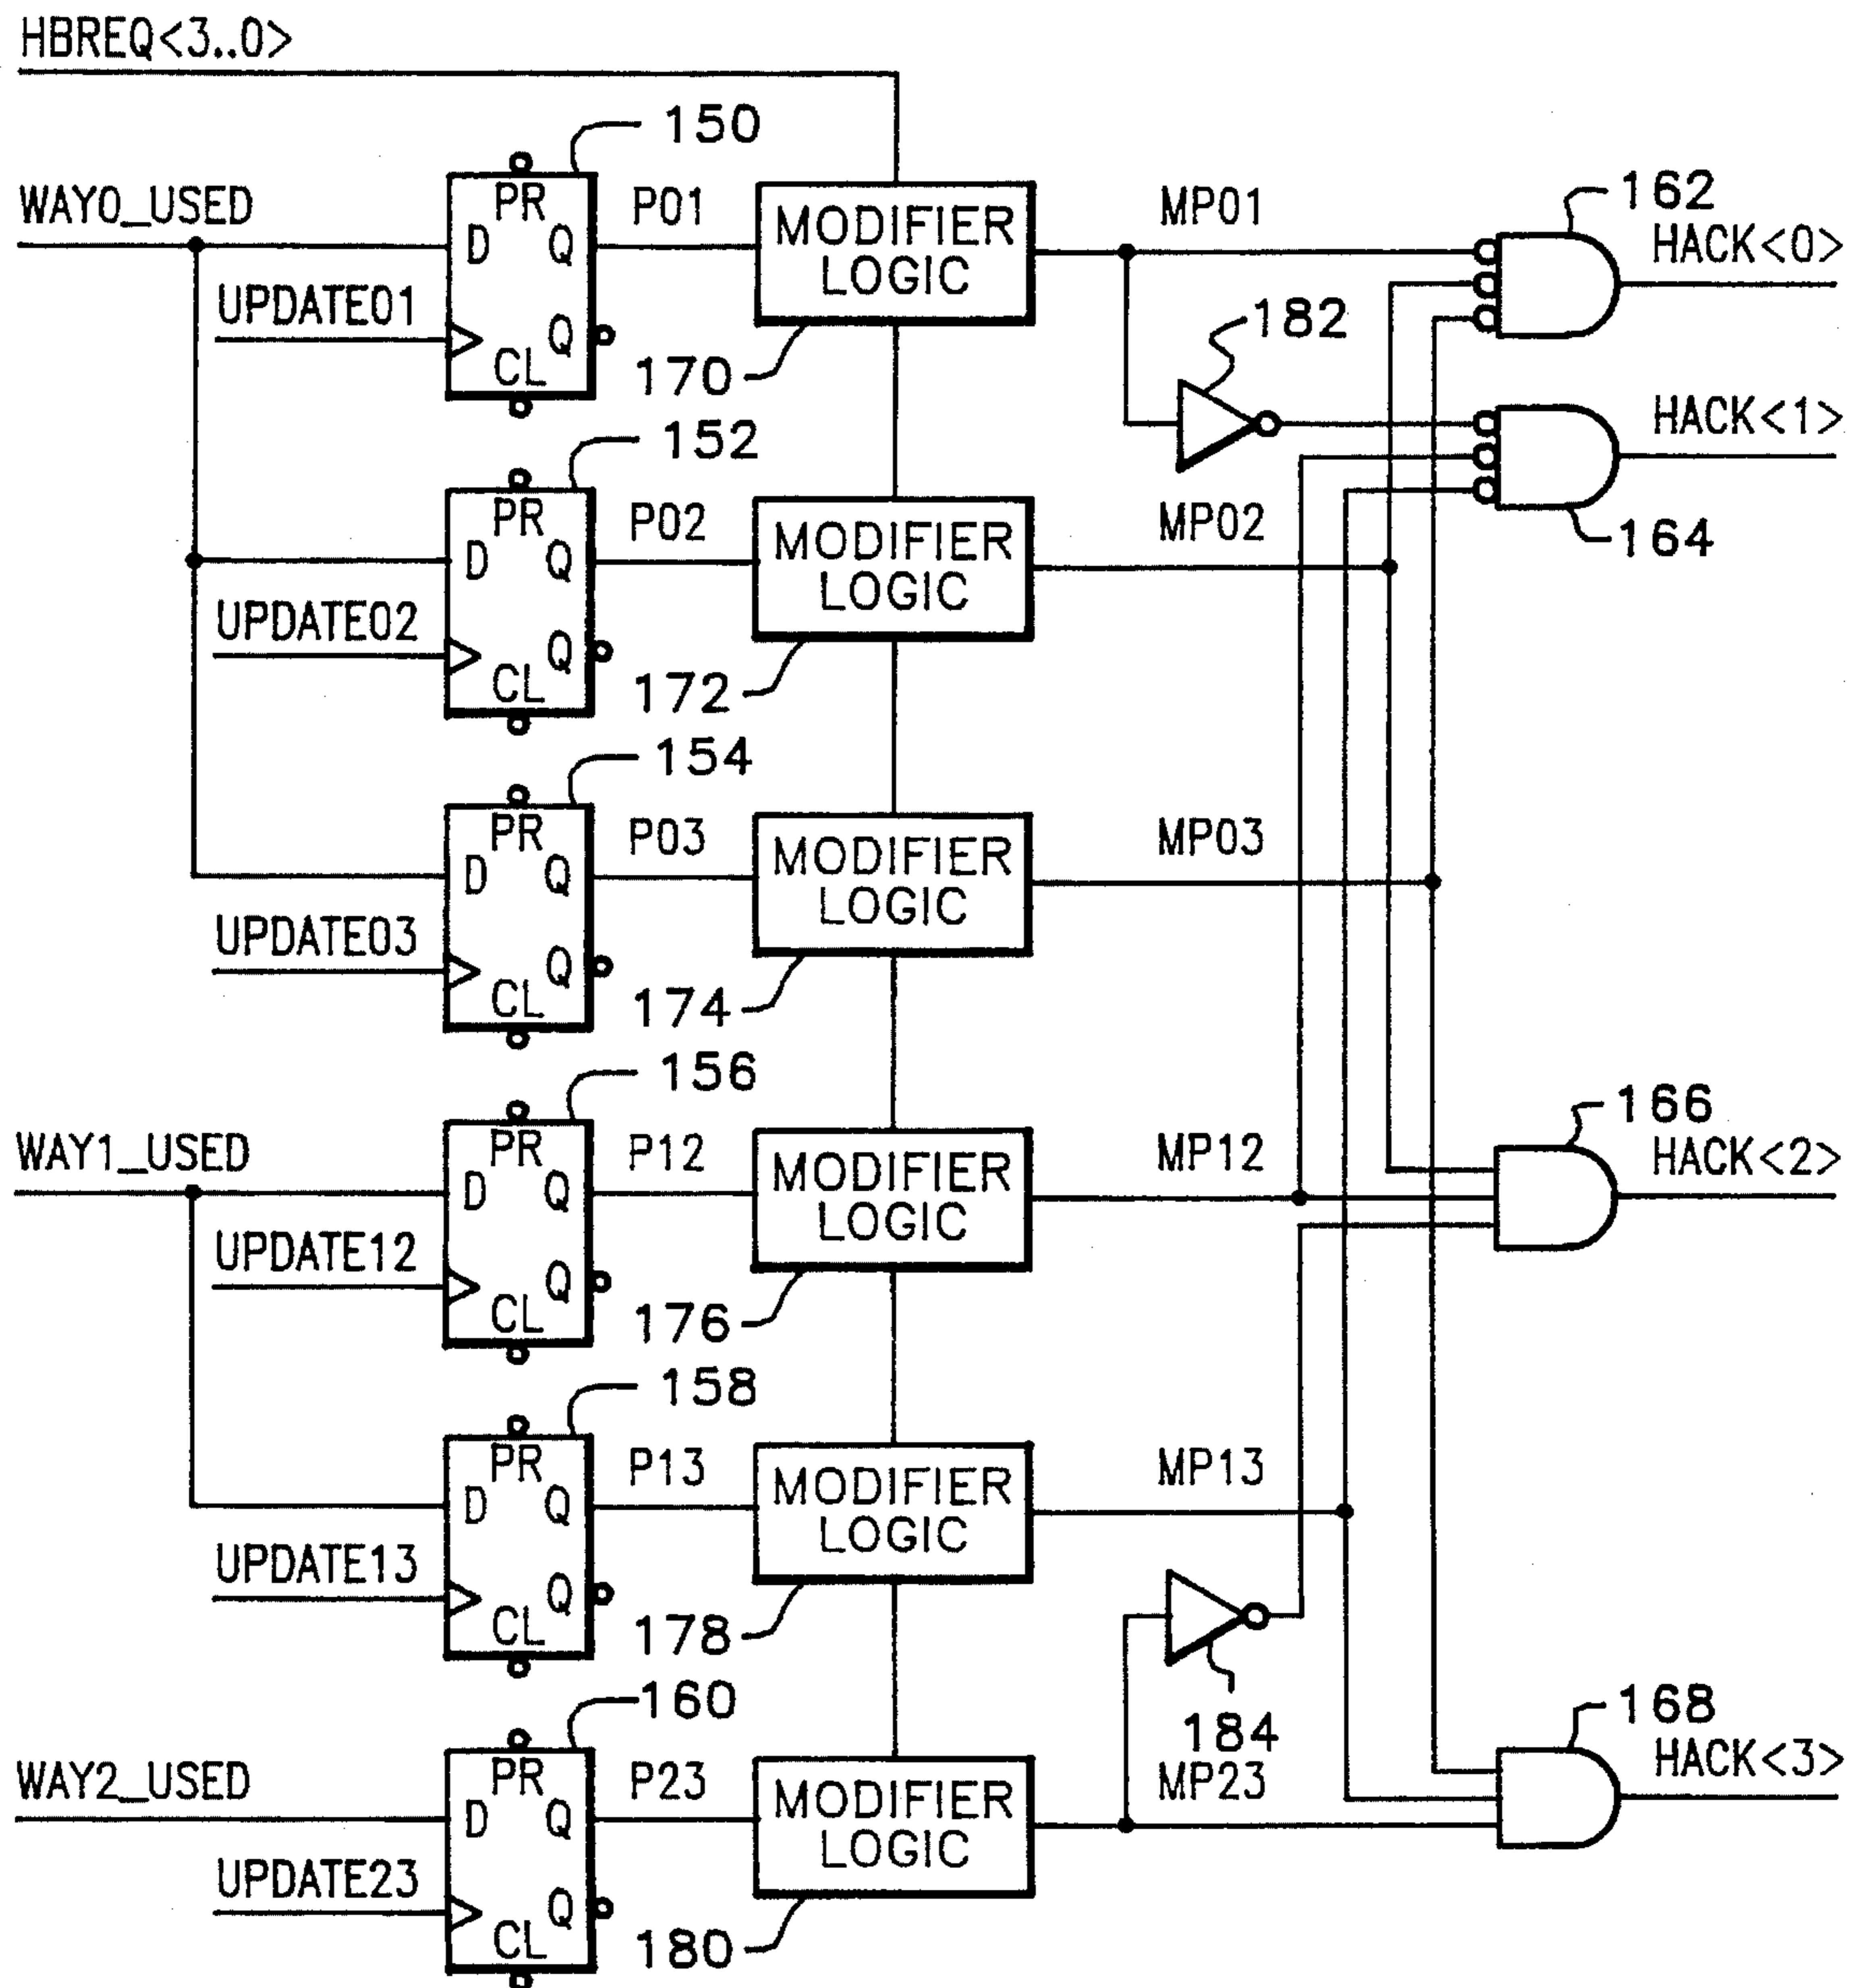 HBREQ<3..0>
150
WAY0_USED
PR
P01
D
Q
MODIFIER
LOGIC
MP01
162
HACK<0>
UPDATE01
Q
CL
170
182
152
HACK<1>
PR
P02
D
Q
MODIFIER
LOGIC
MP02
164
UPDATE02
Q
CL
172
154
PR
P03
D
Q
MODIFIER
LOGIC
MP03
UPDATE03
Q
CL
174
156
166
WAY1_USED
PR
P12
D
Q
MODIFIER
LOGIC
MP12
HACK<2>
UPDATE12
Q
CL
176
158
PR
P13
D
Q
MODIFIER
LOGIC
MP13
UPDATE13
Q
CL
178
160
184
168
WAY2_USED
PR
P23
D
Q
MODIFIER
LOGIC
MP23
HACK<3>
UPDATE23
Q
CL
180